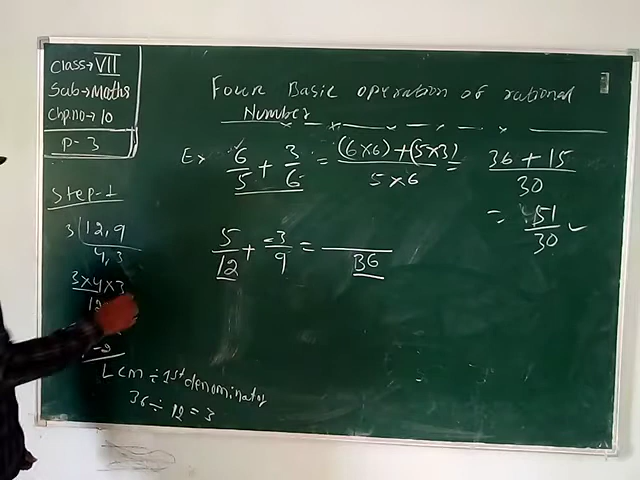 Class→ VII
Sub→Maths
Chp.no→10
P-3
Four Basic operation of rational
Number
Ex 6/5 + 3/6 = (6×6)+(5×3)/5×6 = 36+15/30
= 51/30
Step-1
3 | 12, 9
4, 3
3×4×3
5/12 + -3/9 = /36
Lcm ÷ 1st denominator
36 ÷ 12 = 3